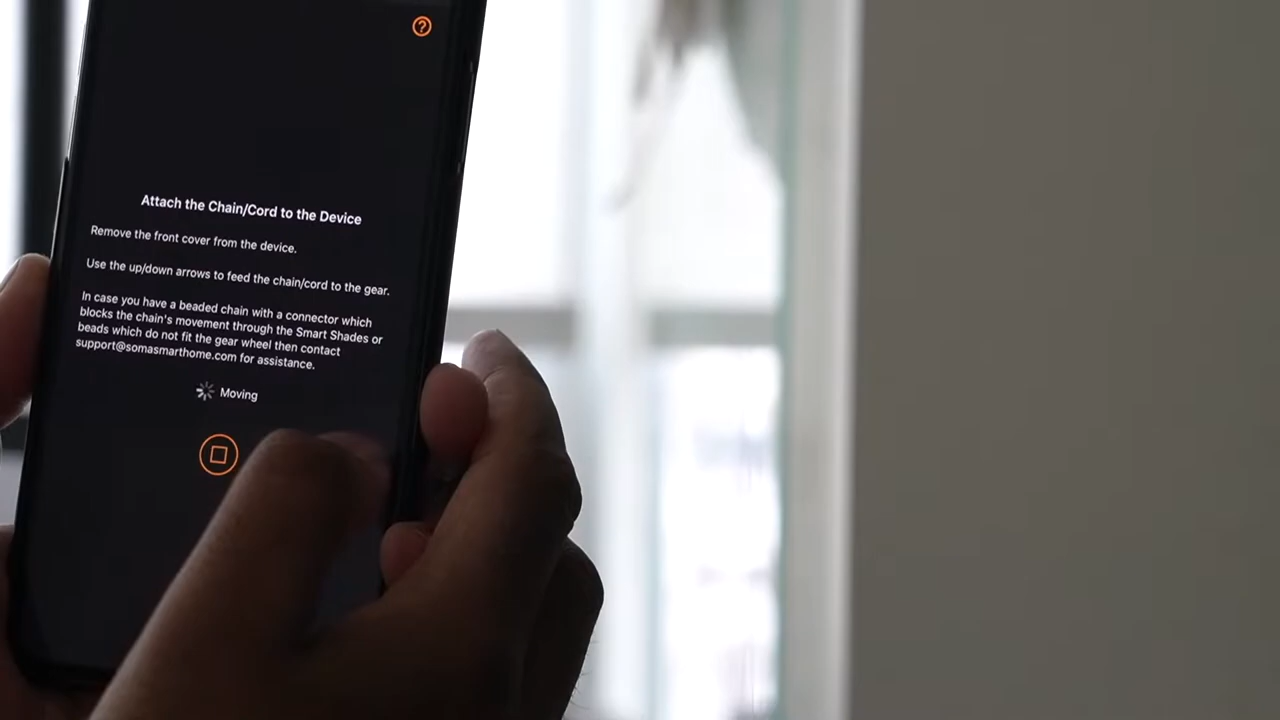 ?
Attach the Chain/Cord to the Device
Remove the front cover from the device.
Use the up/down arrows to feed the chain/cord to the gear.
In case you have a beaded chain with a connector which
blocks the chain's movement through the Smart Shades or
beads which do not fit the gear wheel then contact
support@somasmarthome.com for assistance.
Moving